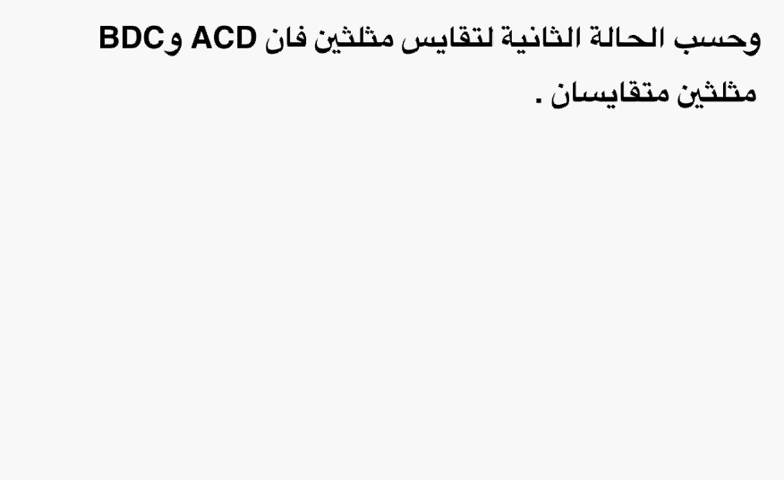 وحسب الحالة الثانية لتقايس مثلثين فان ACD وBDC
مثلثين متقايسان .